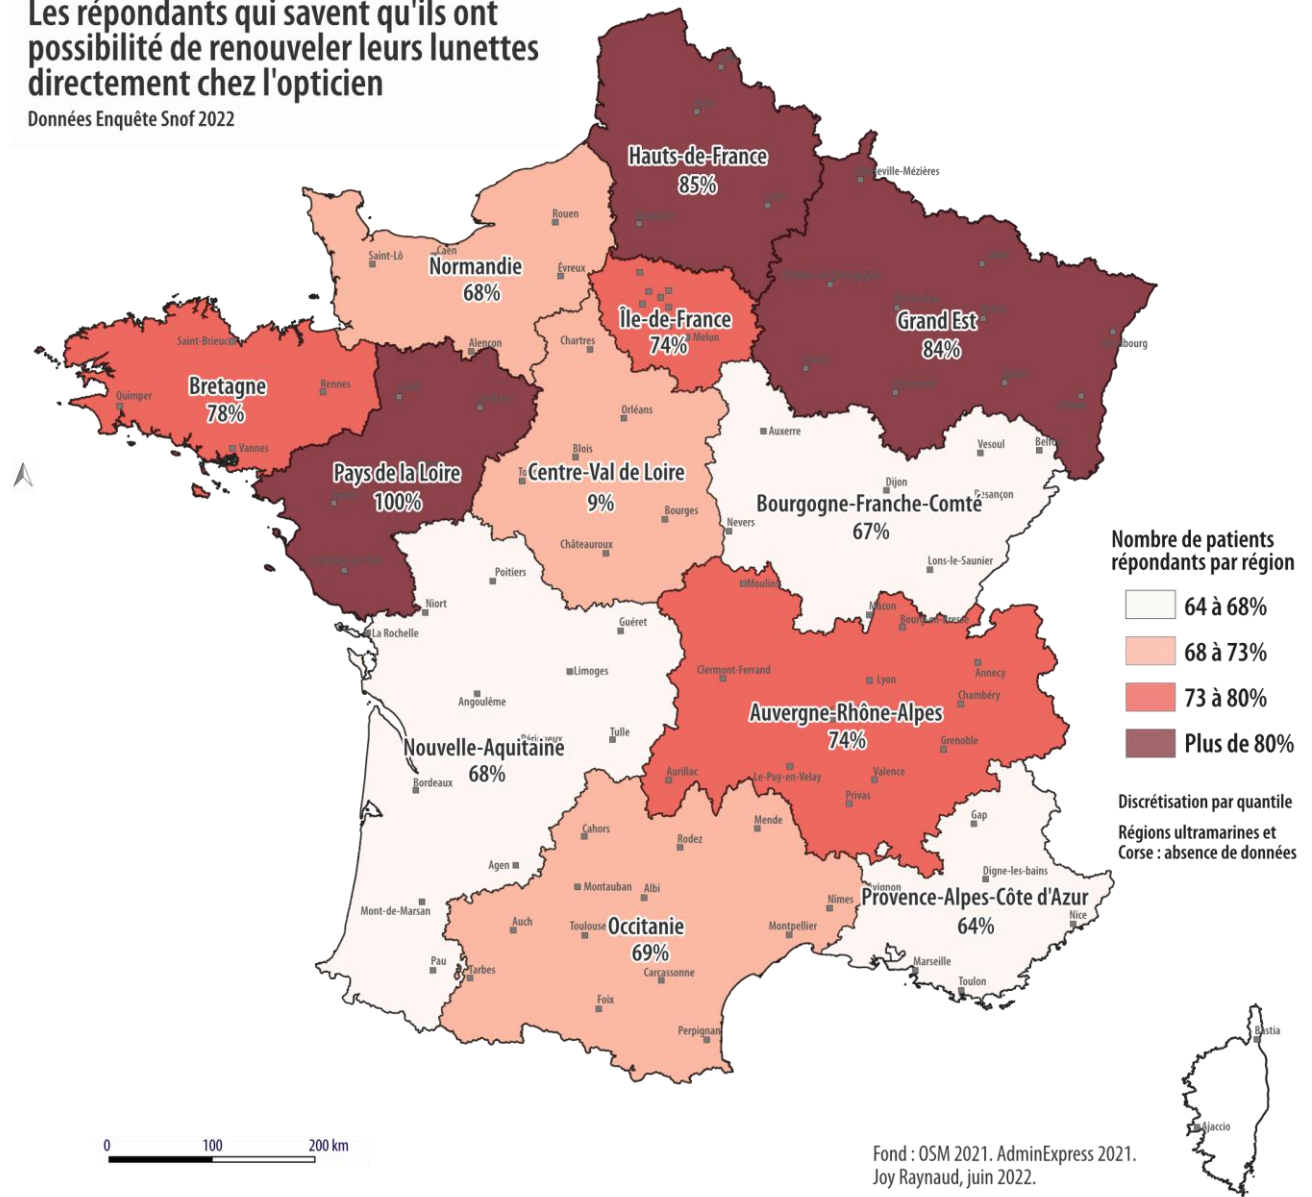 Les répondants qui savent qu'ils ont
possibilité de renouveler leurs lunettes
directement chez l'opticien
Données Enquête Snof 2022
Hauts-de-France
85%
eville-Mézières
Rouen
Saint-Lô
Caen
Normandie
68%
Évreux
Île-de-France
74%
Melun
Grand Est
84%
bourg
Saint-Brieuc
Alençon
Chartres
Bretagne
78%
Rennes
Quimper
Vannes
Orléans
Auxerre
Vesoul
Blois
Pays de la Loire
100%
Centre-Val de Loire
9%
Bourges
Dijon
Besançon
Bourgogne-Franche-Comté
67%
Nevers
Châteauroux
Lons-le-Saunier
Poitiers
Moulins
Niort
Mâcon
Bourg-en-Bresse
La Rochelle
Guéret
Limoges
Clermont-Ferrand
Lyon
Annecy
Chambéry
Angoulême
Auvergne-Rhône-Alpes
74%
Tulle
Nouvelle-Aquitaine
68%
Grenoble
Bordeaux
Aurillac
Le-Puy-en-Velay
Valence
Privas
Cahors
Rodez
Mende
Gap
Agen
Digne-les-bains
Montauban
Albi
Avignon
Provence-Alpes-Côte d'Azur
64%
Mont-de-Marsan
Nîmes
Nice
Auch
Toulouse
Occitanie
69%
Montpellier
Pau
Tarbes
Carcassonne
Marseille
Toulon
Foix
Perpignan
Bastia
Ajaccio
Nombre de patients
répondants par région
64 à 68%
68 à 73%
73 à 80%
Plus de 80%
Discrétisation par quantile
Régions ultramarines et
Corse : absence de données
0 100 200 km
Fond : OSM 2021. AdminExpress 2021.
Joy Raynaud, juin 2022.